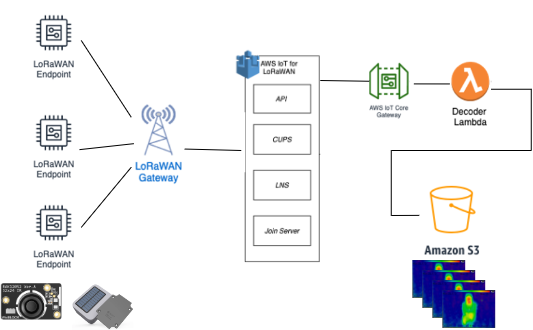 LoRaWAN
Endpoint
LoRaWAN
Endpoint
LoRaWAN
Endpoint
LoRaWAN
Gateway
AWS IoT for
LoRaWAN
API
CUPS
LNS
Join Server
AWS IoT Core
Gateway
Decoder
Lambda
Amazon S3